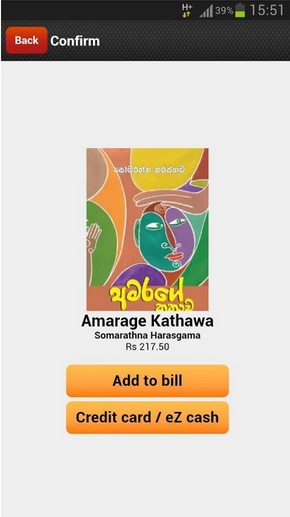 H+ 39% 15:51
Back Confirm
සෝමරත්න හරස්ගම
අමරගේ
කතාව
Amarage Kathawa
Somarathna Harasgama
Rs 217.50
Add to bill
Credit card / eZ cash